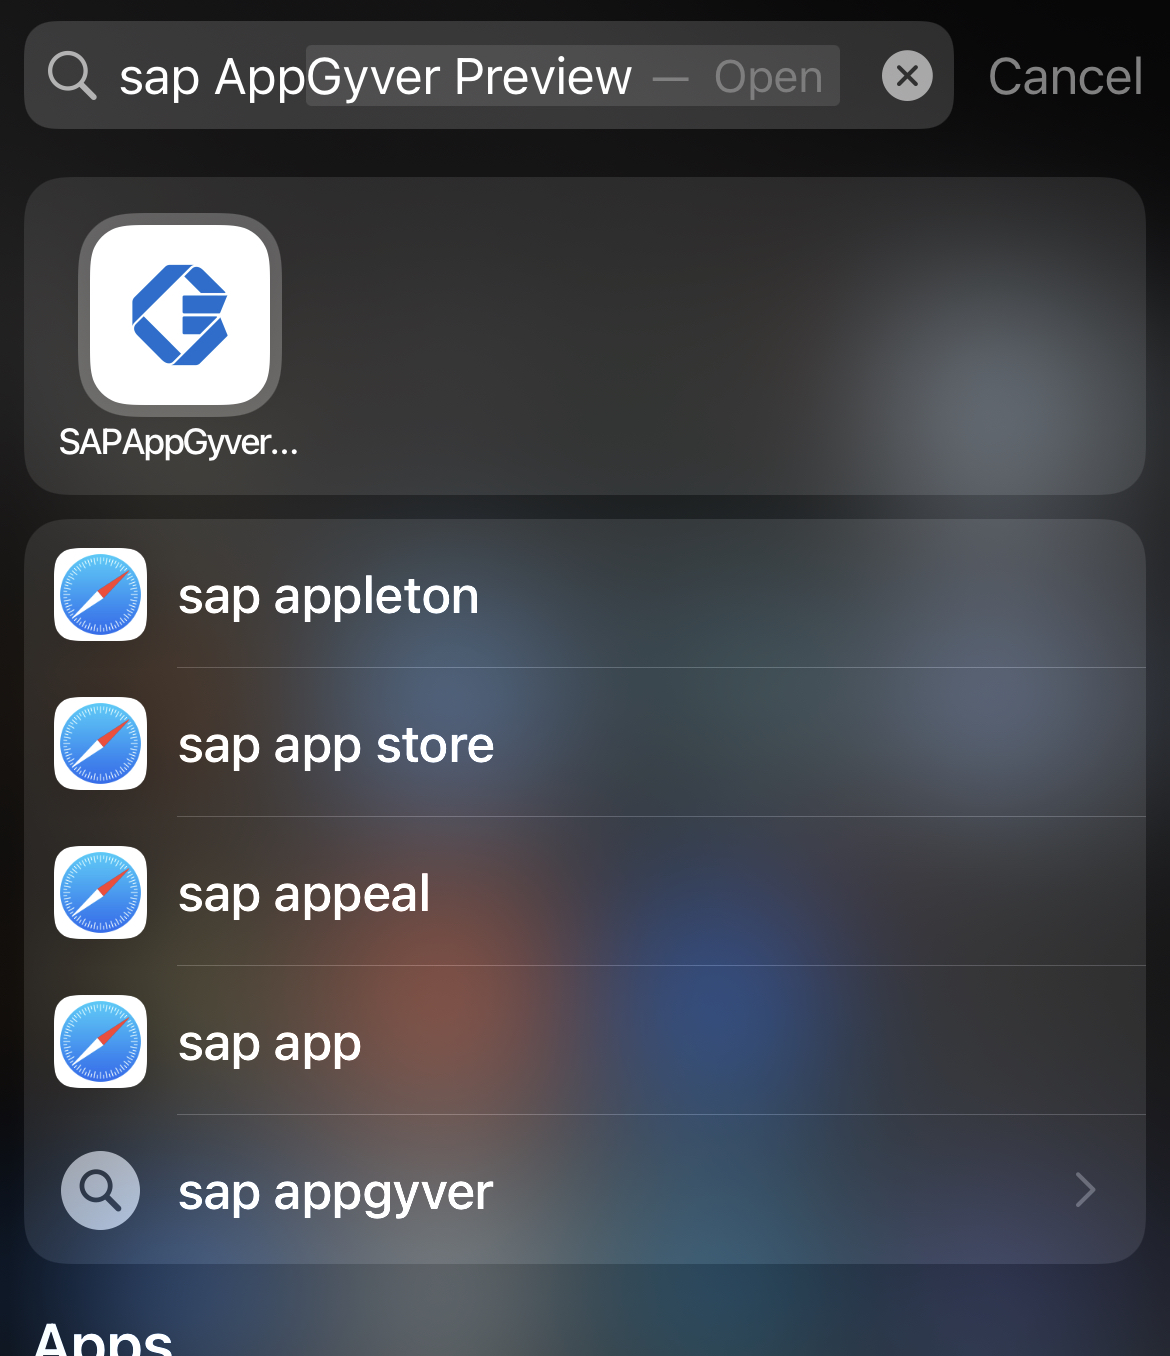 sap AppGyver Preview — Open
Cancel
SAPAppGyver...
sap appleton
sap app store
sap appeal
sap app
sap appgyver
Apps